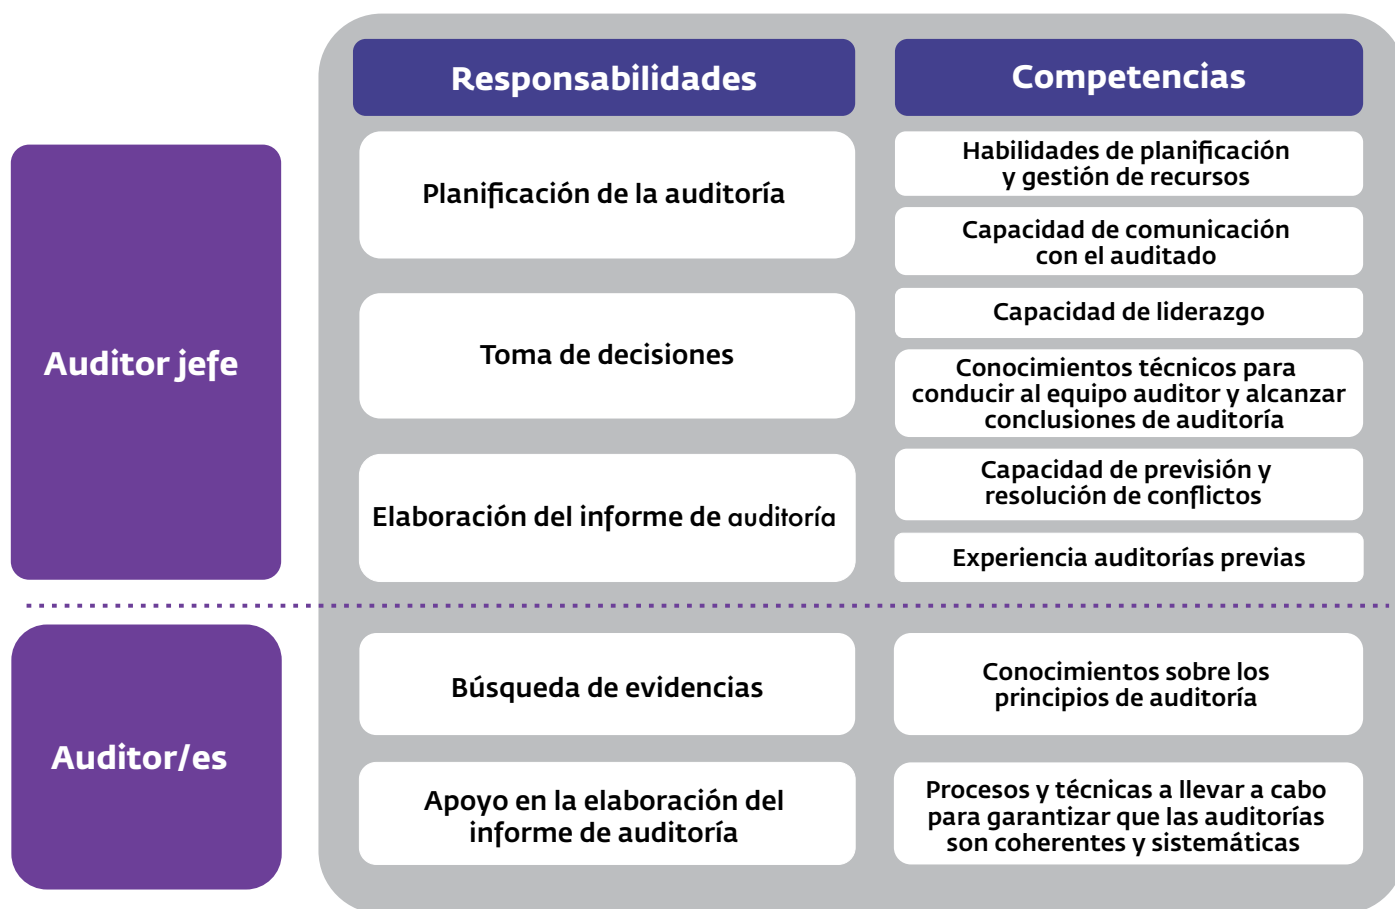 Responsabilidades
Competencias
Auditor jefe
Planificación de la auditoría
Toma de decisiones
Elaboración del informe de auditoría
Habilidades de planificación
y gestión de recursos
Capacidad de comunicación
con el auditado
Capacidad de liderazgo
Conocimientos técnicos para
conducir al equipo auditor y alcanzar
conclusiones de auditoría
Capacidad de previsión y
resolución de conflictos
Experiencia auditorías previas
Auditor/es
Búsqueda de evidencias
Apoyo en la elaboración del
informe de auditoría
Conocimientos sobre los
principios de auditoría
Procesos y técnicas a llevar a cabo
para garantizar que las auditorías
son coherentes y sistemáticas